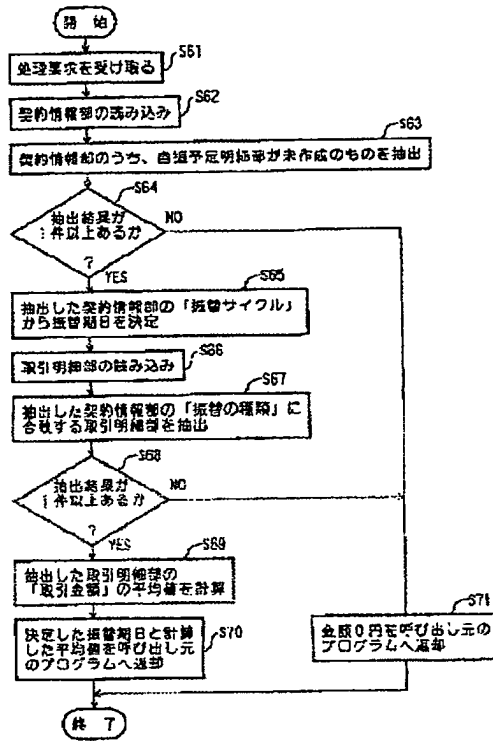 開 始
S61
処理要求を受け取る
S62
契約情報部の読み込み
S63
契約情報部のうち、自振予定明細部が未作成のものを抽出
S64
抽出結果が
1件以上あるか
?
NO
YES
S65
抽出した契約情報部の「振替サイクル」
から振替期日を決定
S66
取引明細部の読み込み
S67
抽出した契約情報部の「振替の種類」に
合致する取引明細部を抽出
S68
抽出結果が
1件以上あるか
?
NO
YES
S69
抽出した取引明細部の
「取引金額」の平均値を計算
S70
決定した振替期日と計算
した平均値を呼び出し元
のプログラムへ返却
S71
金額0円を呼び出し元の
プログラムへ返却
終 了